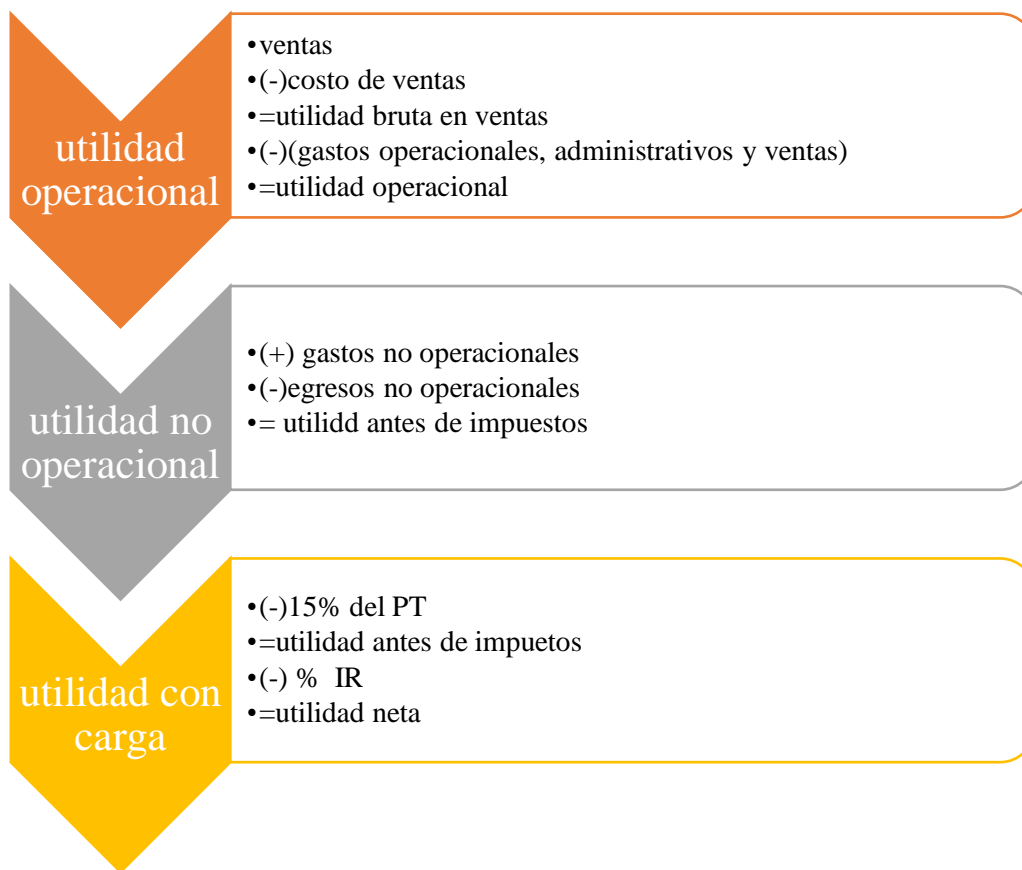 utilidad
operacional
•ventas
•(-)costo de ventas
•=utilidad bruta en ventas
•(-)(gastos operacionales, administrativos y ventas)
•=utilidad operacional
utilidad no
operacional
•(+) gastos no operacionales
•(-)egresos no operacionales
•= utilidd antes de impuestos
utilidad con
carga
•(-)15% del PT
•=utilidad antes de impuetos
•(-) % IR
•=utilidad neta